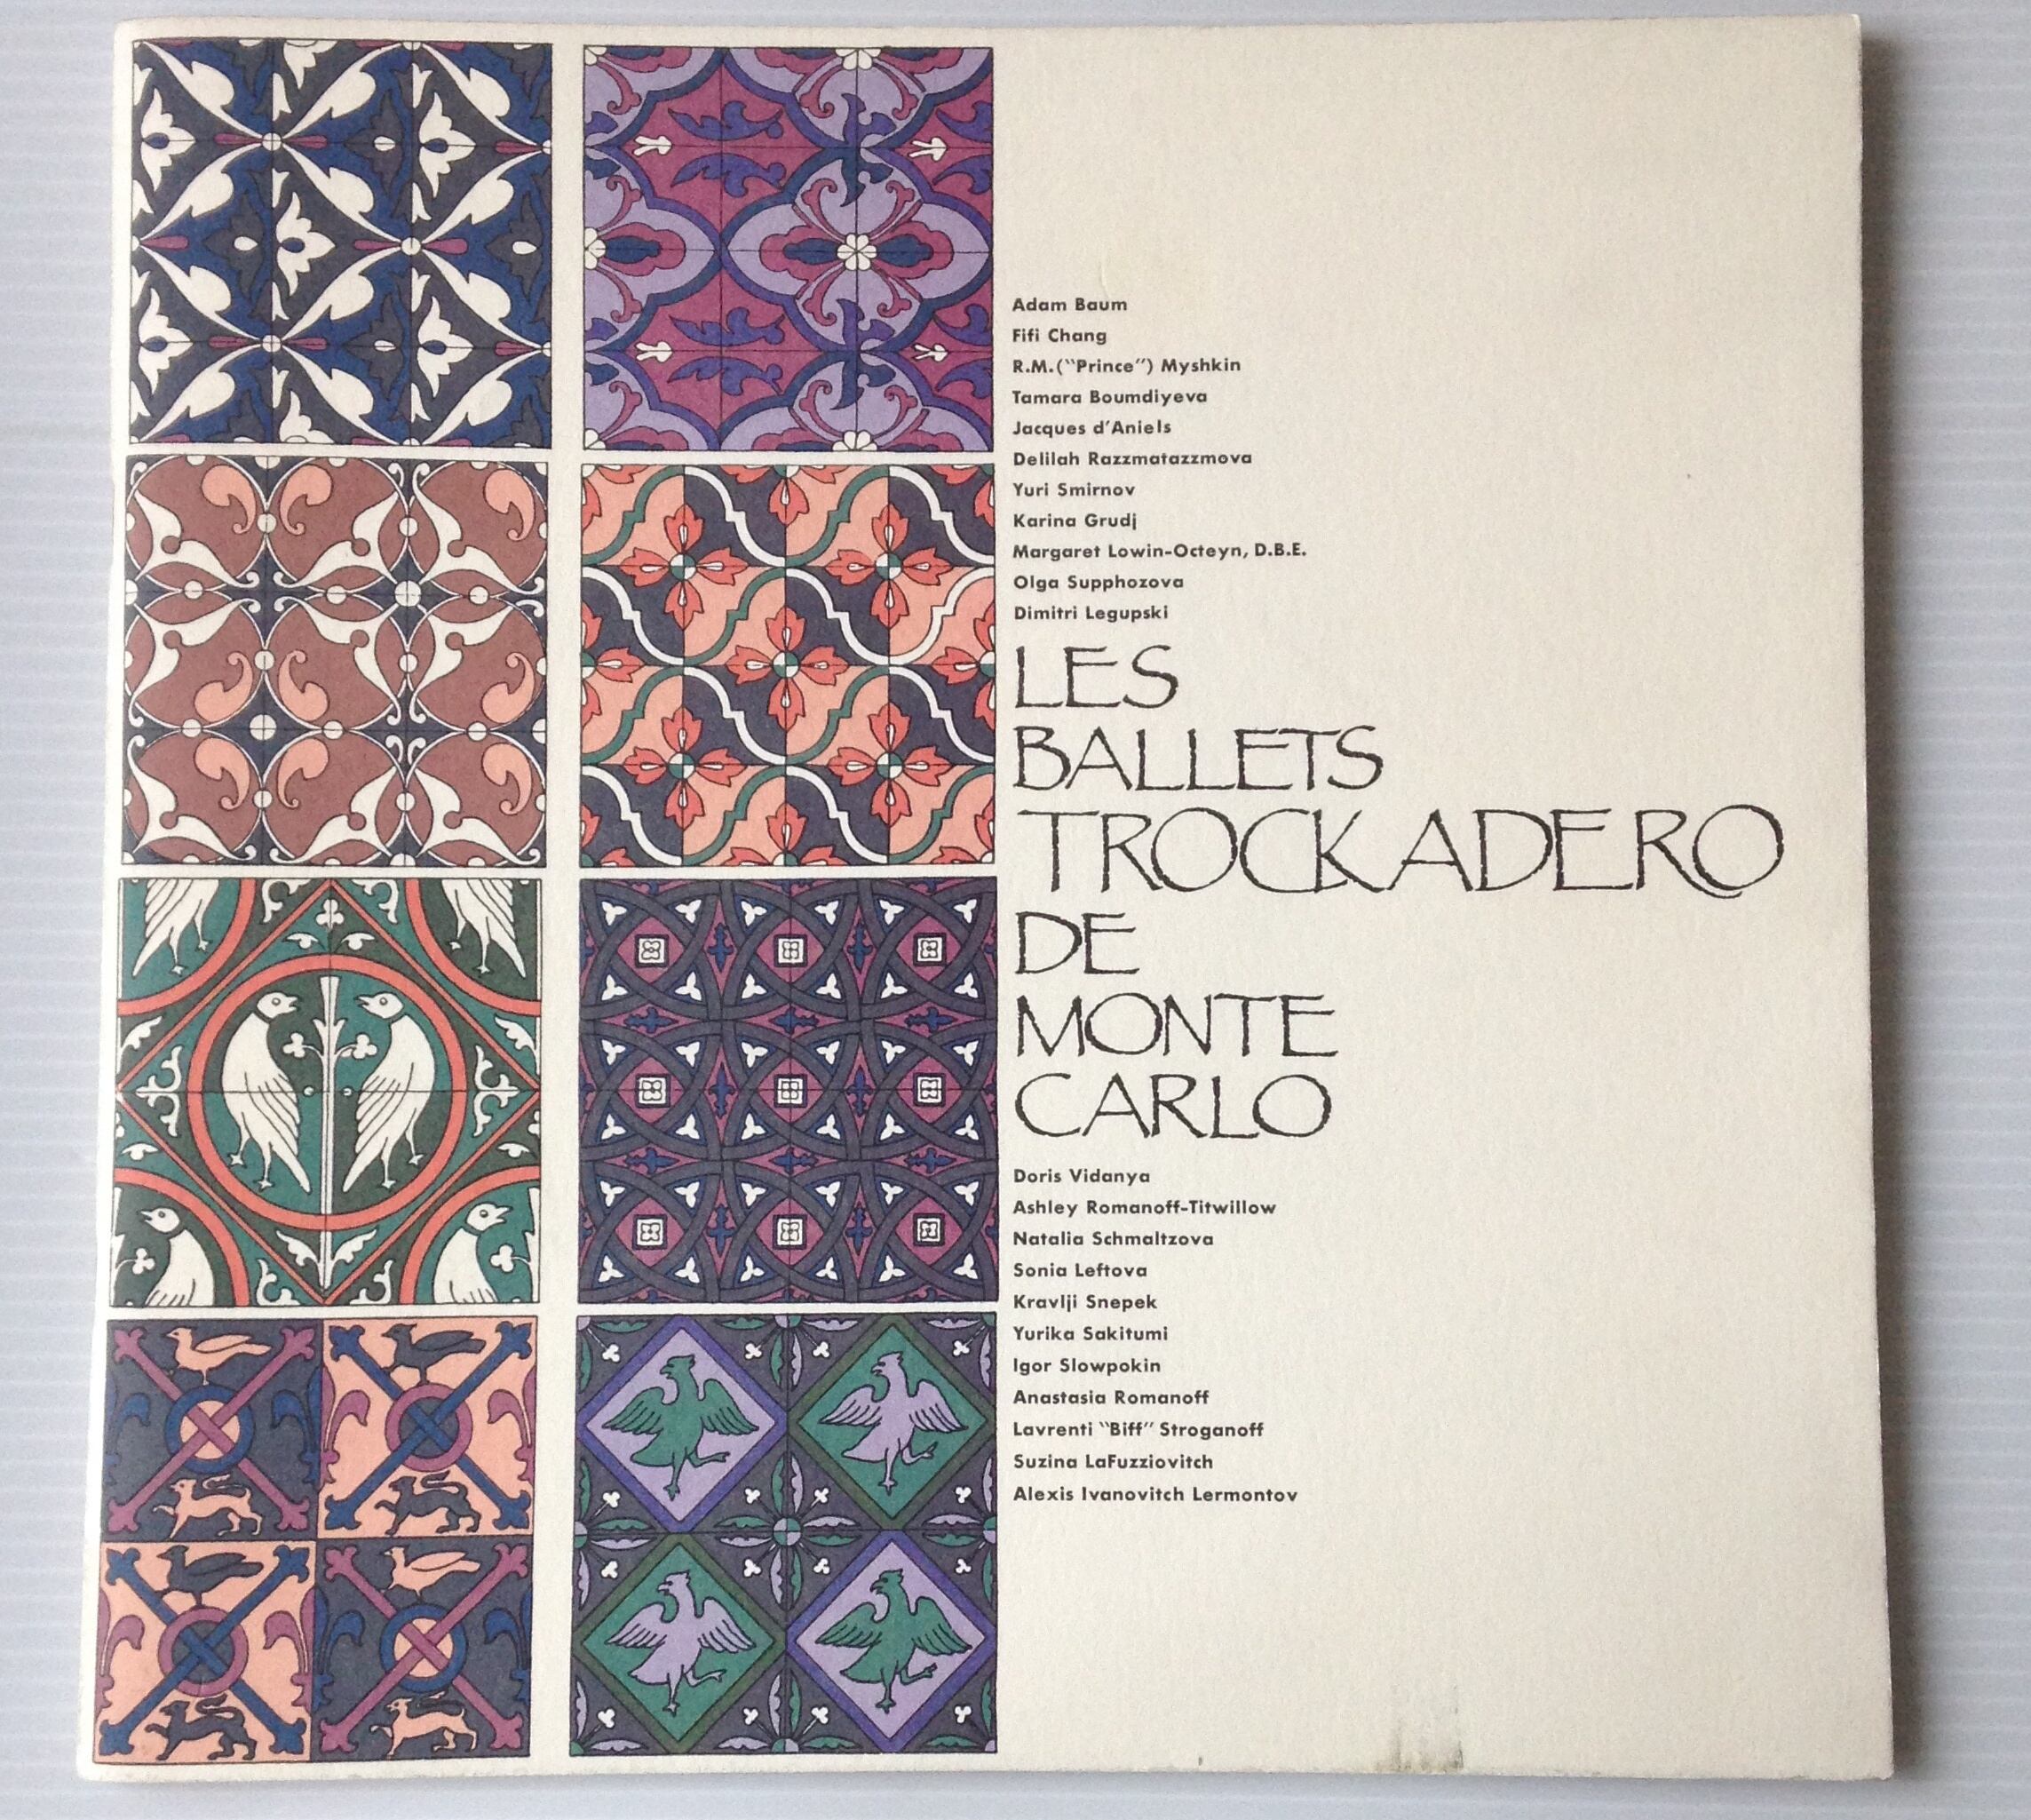 Adam Baum
Fifi Chang
R.M.("Prince") Myshkin
Tamara Boumdiyeva
Jacques d'Aniels
Delilah Razzmatazzmova
Yuri Smirnov
Karina Grudj
Margaret Lowin-Octeyn, D.B.E.
Olga Supphozova
Dimitri Legupski
LES
BALLETS
TROCKADERO
DE
MONTE
CARLO
Doris Vidanya
Ashley Romanoff-Titwillow
Natalia Schmaltzova
Sonia Leftova
Kravlji Snepek
Yurika Sakitumi
Igor Slowpokin
Anastasia Romanoff
Lavrenti "Biff" Stroganoff
Suzina LaFuzziovitch
Alexis Ivanovitch Lermontov